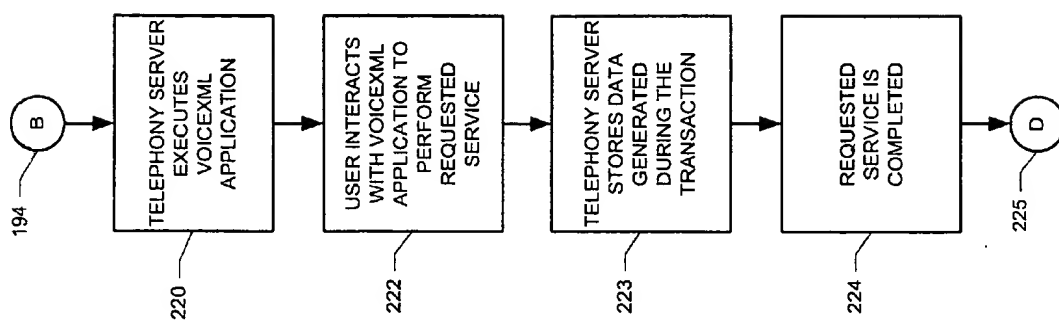 B
194
TELEPHONY SERVER
EXECUTES
VOICEXML
APPLICATION
220
USER INTERACTS
WITH VOICEXML
APPLICATION TO
PERFORM
REQUESTED
SERVICE
222
TELEPHONY SERVER
STORES DATA
GENERATED
DURING THE
TRANSACTION
223
REQUESTED
SERVICE IS
COMPLETED
224
D
225